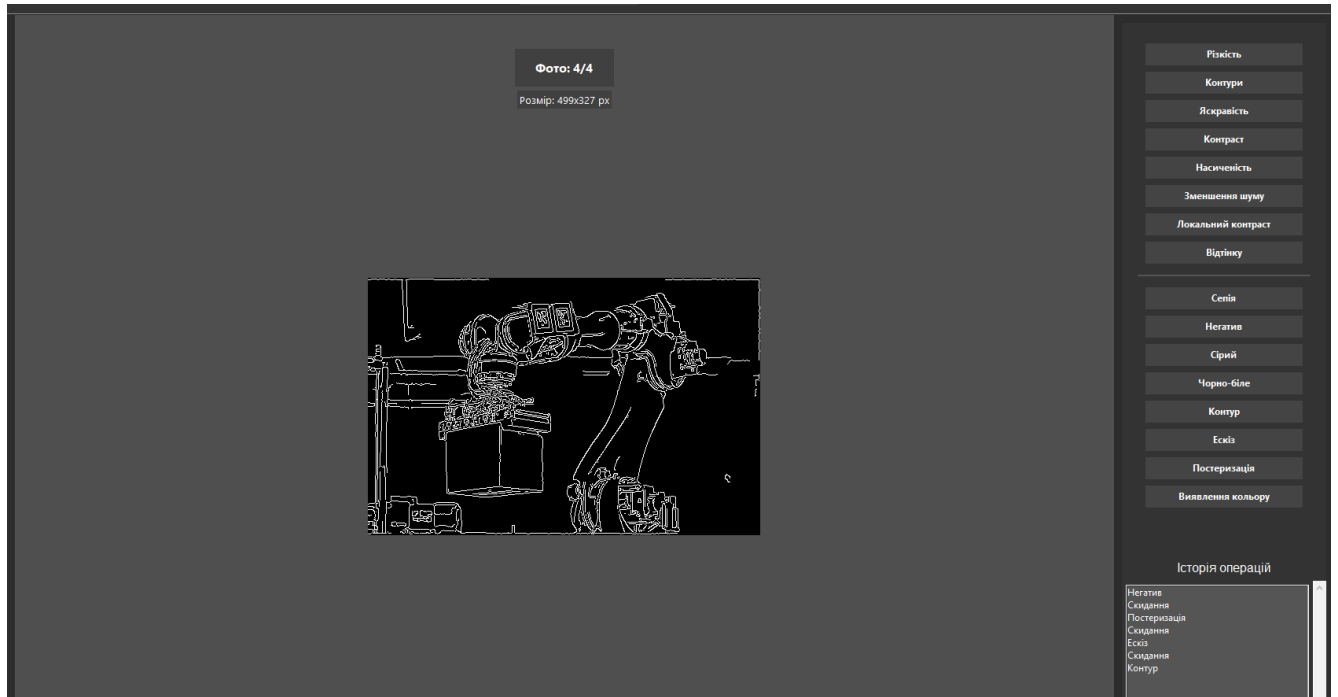 Фото: 4/4
Розмір: 499x327 px
Різкість
Контури
Яскравість
Контраст
Насиченість
Зменшення шуму
Локальний контраст
Відтінку
Сепія
Негатив
Сірий
Чорно-біле
Контур
Ескіз
Постеризація
Виявлення кольору
Історія операцій
Негатив
Скидання
Постеризація
Скидання
Ескіз
Скидання
Контур